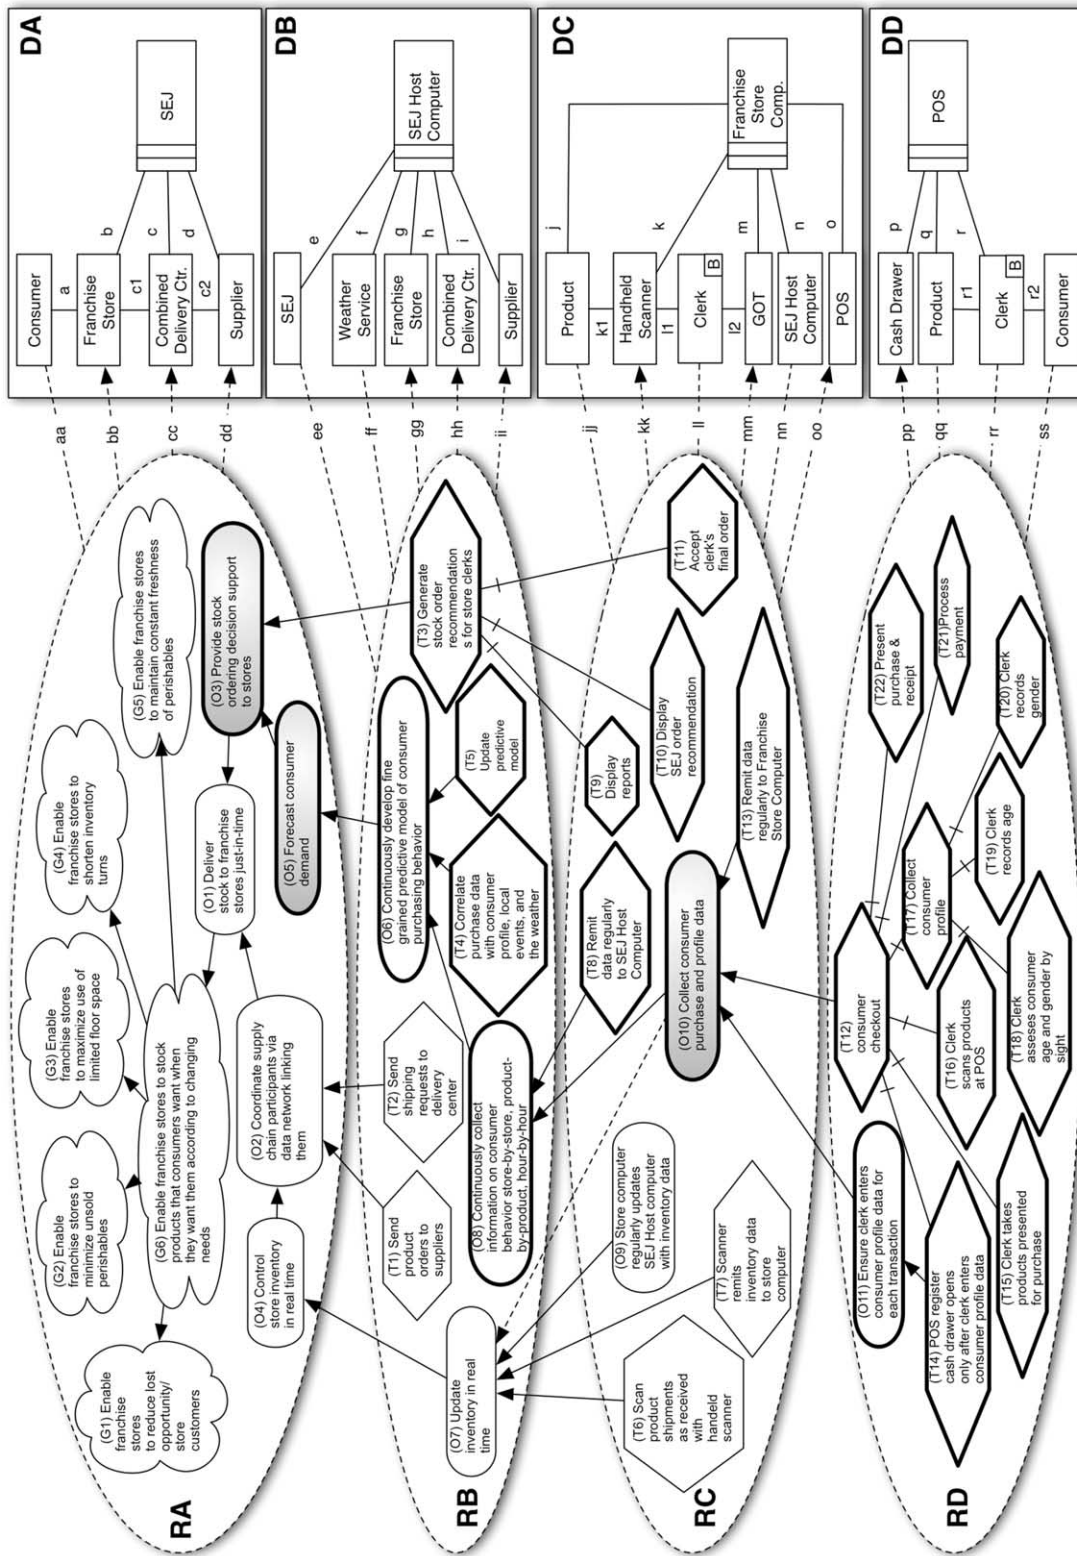 RA
(G1) Enable
franchise
stores
to reduce lost
opportunity/
store
customers
(G2) Enable
franchise stores to
minimize unsold
perishables
(G3) Enable
franchise stores
to maximize use of
limited floor space
(G4) Enable
franchise stores to
shorten inventory
turns
(G5) Enable franchise stores
to maintain constant freshness
of perishables
(G6) Enable franchise stores to stock
products that consumers want when
they want them according to changing
needs
(O4) Control
store inventory
in real time
(O2) Coordinate supply
chain participants via
data network linking
them
(O1) Deliver
stock to franchise
stores just-in-time
(O3) Provide stock
ordering decision support
to stores
(O5) Forecast consumer
demand
RB
(O7) Update
inventory in real
time
(T1) Send
product
orders to
suppliers
(T2) Send
shipping
requests to
delivery
center
(O8) Continuously collect
information on consumer
behavior store-by-store, product-
by-product, hour-by-hour
(O6) Continuously develop fine
grained predictive model of consumer
purchasing behavior
(T4) Correlate
purchase data
with consumer
profile, local
events, and
the weather
(T5)
Update
predictive
model
(T3) Generate
stock order
recommendation
s for store clerks
RC
(T6) Scan
product
shipments
as received
with
handeld
scanner
(T7) Scanner
remits
inventory data
to store
computer
(O9) Store computer
regularly updates
SEJ Host computer
with inventory data
(O10) Collect consumer
purchase and profile data
(T8) Remit
data regularly
to SEJ Host
Computer
(T9)
Display
reports
(T10) Display
SEJ order
recommendation
(T13) Remit data
regularly to Franchise
Store Computer
(T11)
Accept
clerk's
final order
RD
(O11) Ensure clerk enters
consumer profile data for
each transaction
(T14) POS register
cash drawer opens
only after clerk enters
consumer profile data
(T15) Clerk takes
products presented
for purchase
(T12)
consumer
checkout
(T16) Clerk
scans products
at POS
(T18) Clerk
assesses consumer
age and gender by
sight
(T17) Collect
consumer
profile
(T19) Clerk
records age
(T20) Clerk
records
gender
(T22) Present
purchase &
receipt
(T21)Process
payment
aa
bb
cc
dd
ee
ff
gg
hh
ii
jj
kk
ll
mm
nn
oo
pp
qq
rr
ss
DA
Consumer
a
Franchise
Store
c1
Combined
Delivery Ctr.
c2
Supplier
b
c
d
SEJ
DB
SEJ
Weather
Service
Franchise
Store
Combined
Delivery Ctr.
Supplier
e
f
g
h
i
SEJ Host
Computer
DC
Product
k1
Handheld
Scanner
l1
Clerk
B
l2
GOT
SEJ Host
Computer
POS
j
k
m
n
o
Franchise
Store
Comp.
DD
Cash Drawer
Product
r1
Clerk
B
r2
Consumer
p
q
r
POS